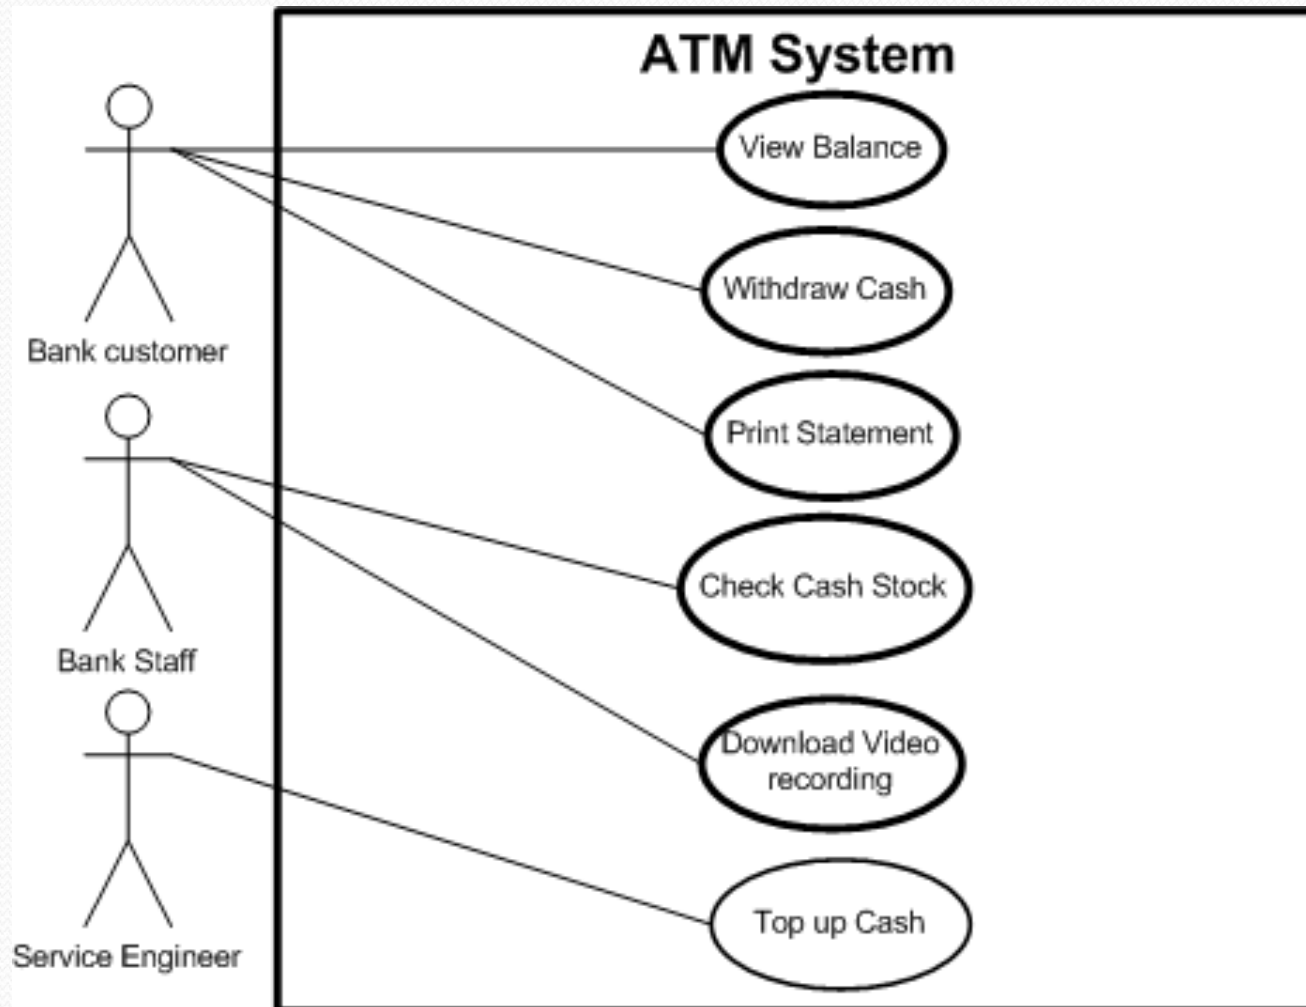 ATM System
View Balance
Withdraw Cash
Bank customer
Print Statement
Check Cash Stock
Bank Staff
Download Video
recording
Top up Cash
Service Engineer